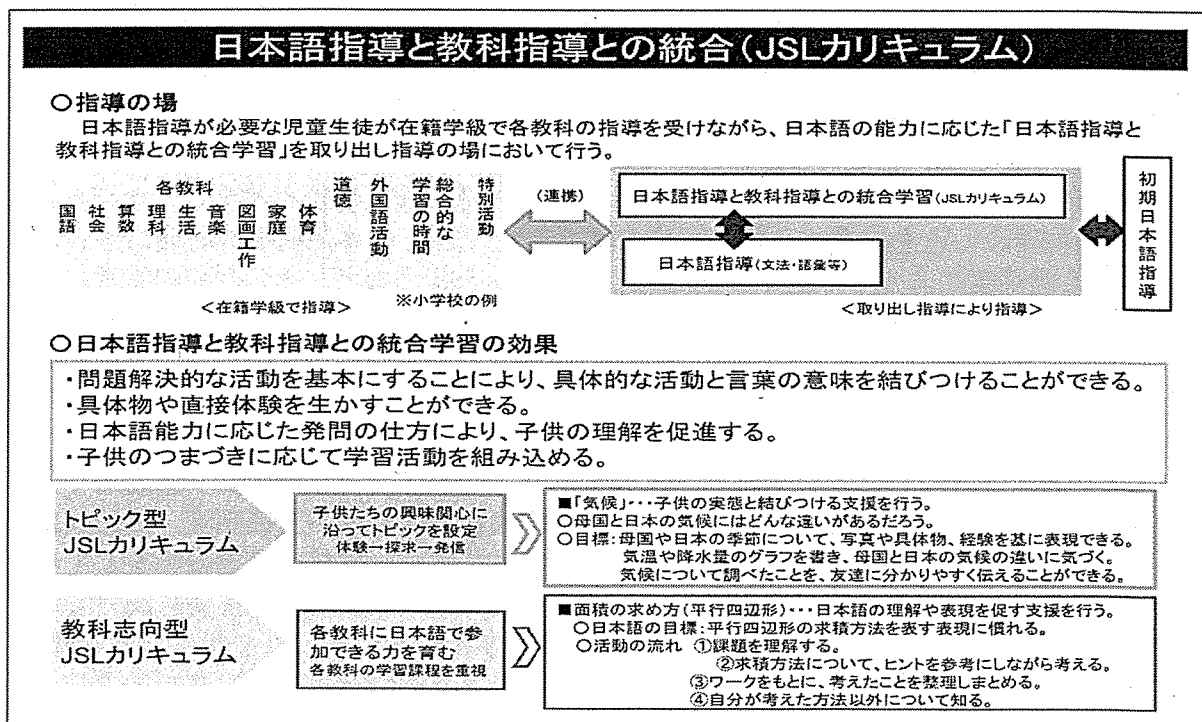 日本語指導と教科指導との統合(JSLカリキュラム)
○指導の場
日本語指導が必要な児童生徒が在籍学級で各教科の指導を受けながら、日本語の能力に応じた「日本語指導と
教科指導との統合学習」を取り出し指導の場において行う。
各教科
国語
社会
算数
理科
生活
音楽
図画工作
家庭
体育
道徳
外国語活動
総合的な
学習の時間
特別活動
<在籍学級で指導>
※小学校の例
(連携)
日本語指導と教科指導との統合学習(JSLカリキュラム)
日本語指導(文法・語彙等)
<取り出し指導により指導>
初期日本語指導
○日本語指導と教科指導との統合学習の効果
・問題解決的な活動を基本にすることにより、具体的な活動と言葉の意味を結びつけることができる。
・具体物や直接体験を生かすことができる。
・日本語能力に応じた発問の仕方により、子供の理解を促進する。
・子供のつまづきに応じて学習活動を組み込める。
トピック型
JSLカリキュラム
子供たちの興味関心に
沿ってトピックを設定
体験→探求→発信
■「気候」・・・子供の実態と結びつける支援を行う。
○母国と日本の気候にはどんな違いがあるだろう。
○目標:母国や日本の季節について、写真や具体物、経験を基に表現できる。
気温や降水量のグラフを書き、母国と日本の気候の違いに気づく。
気候について調べたことを、友達に分かりやすく伝えることができる。
教科志向型
JSLカリキュラム
各教科に日本語で参
加できる力を育む
各教科の学習課程を重視
■面積の求め方(平行四辺形)・・・日本語の理解や表現を促す支援を行う。
○日本語の目標:平行四辺形の求積方法を表す表現に慣れる。
○活動の流れ ①課題を理解する。
②求積方法について、ヒントを参考にしながら考える。
③ワークをもとに、考えたことを整理しまとめる。
④自分が考えた方法以外について知る。